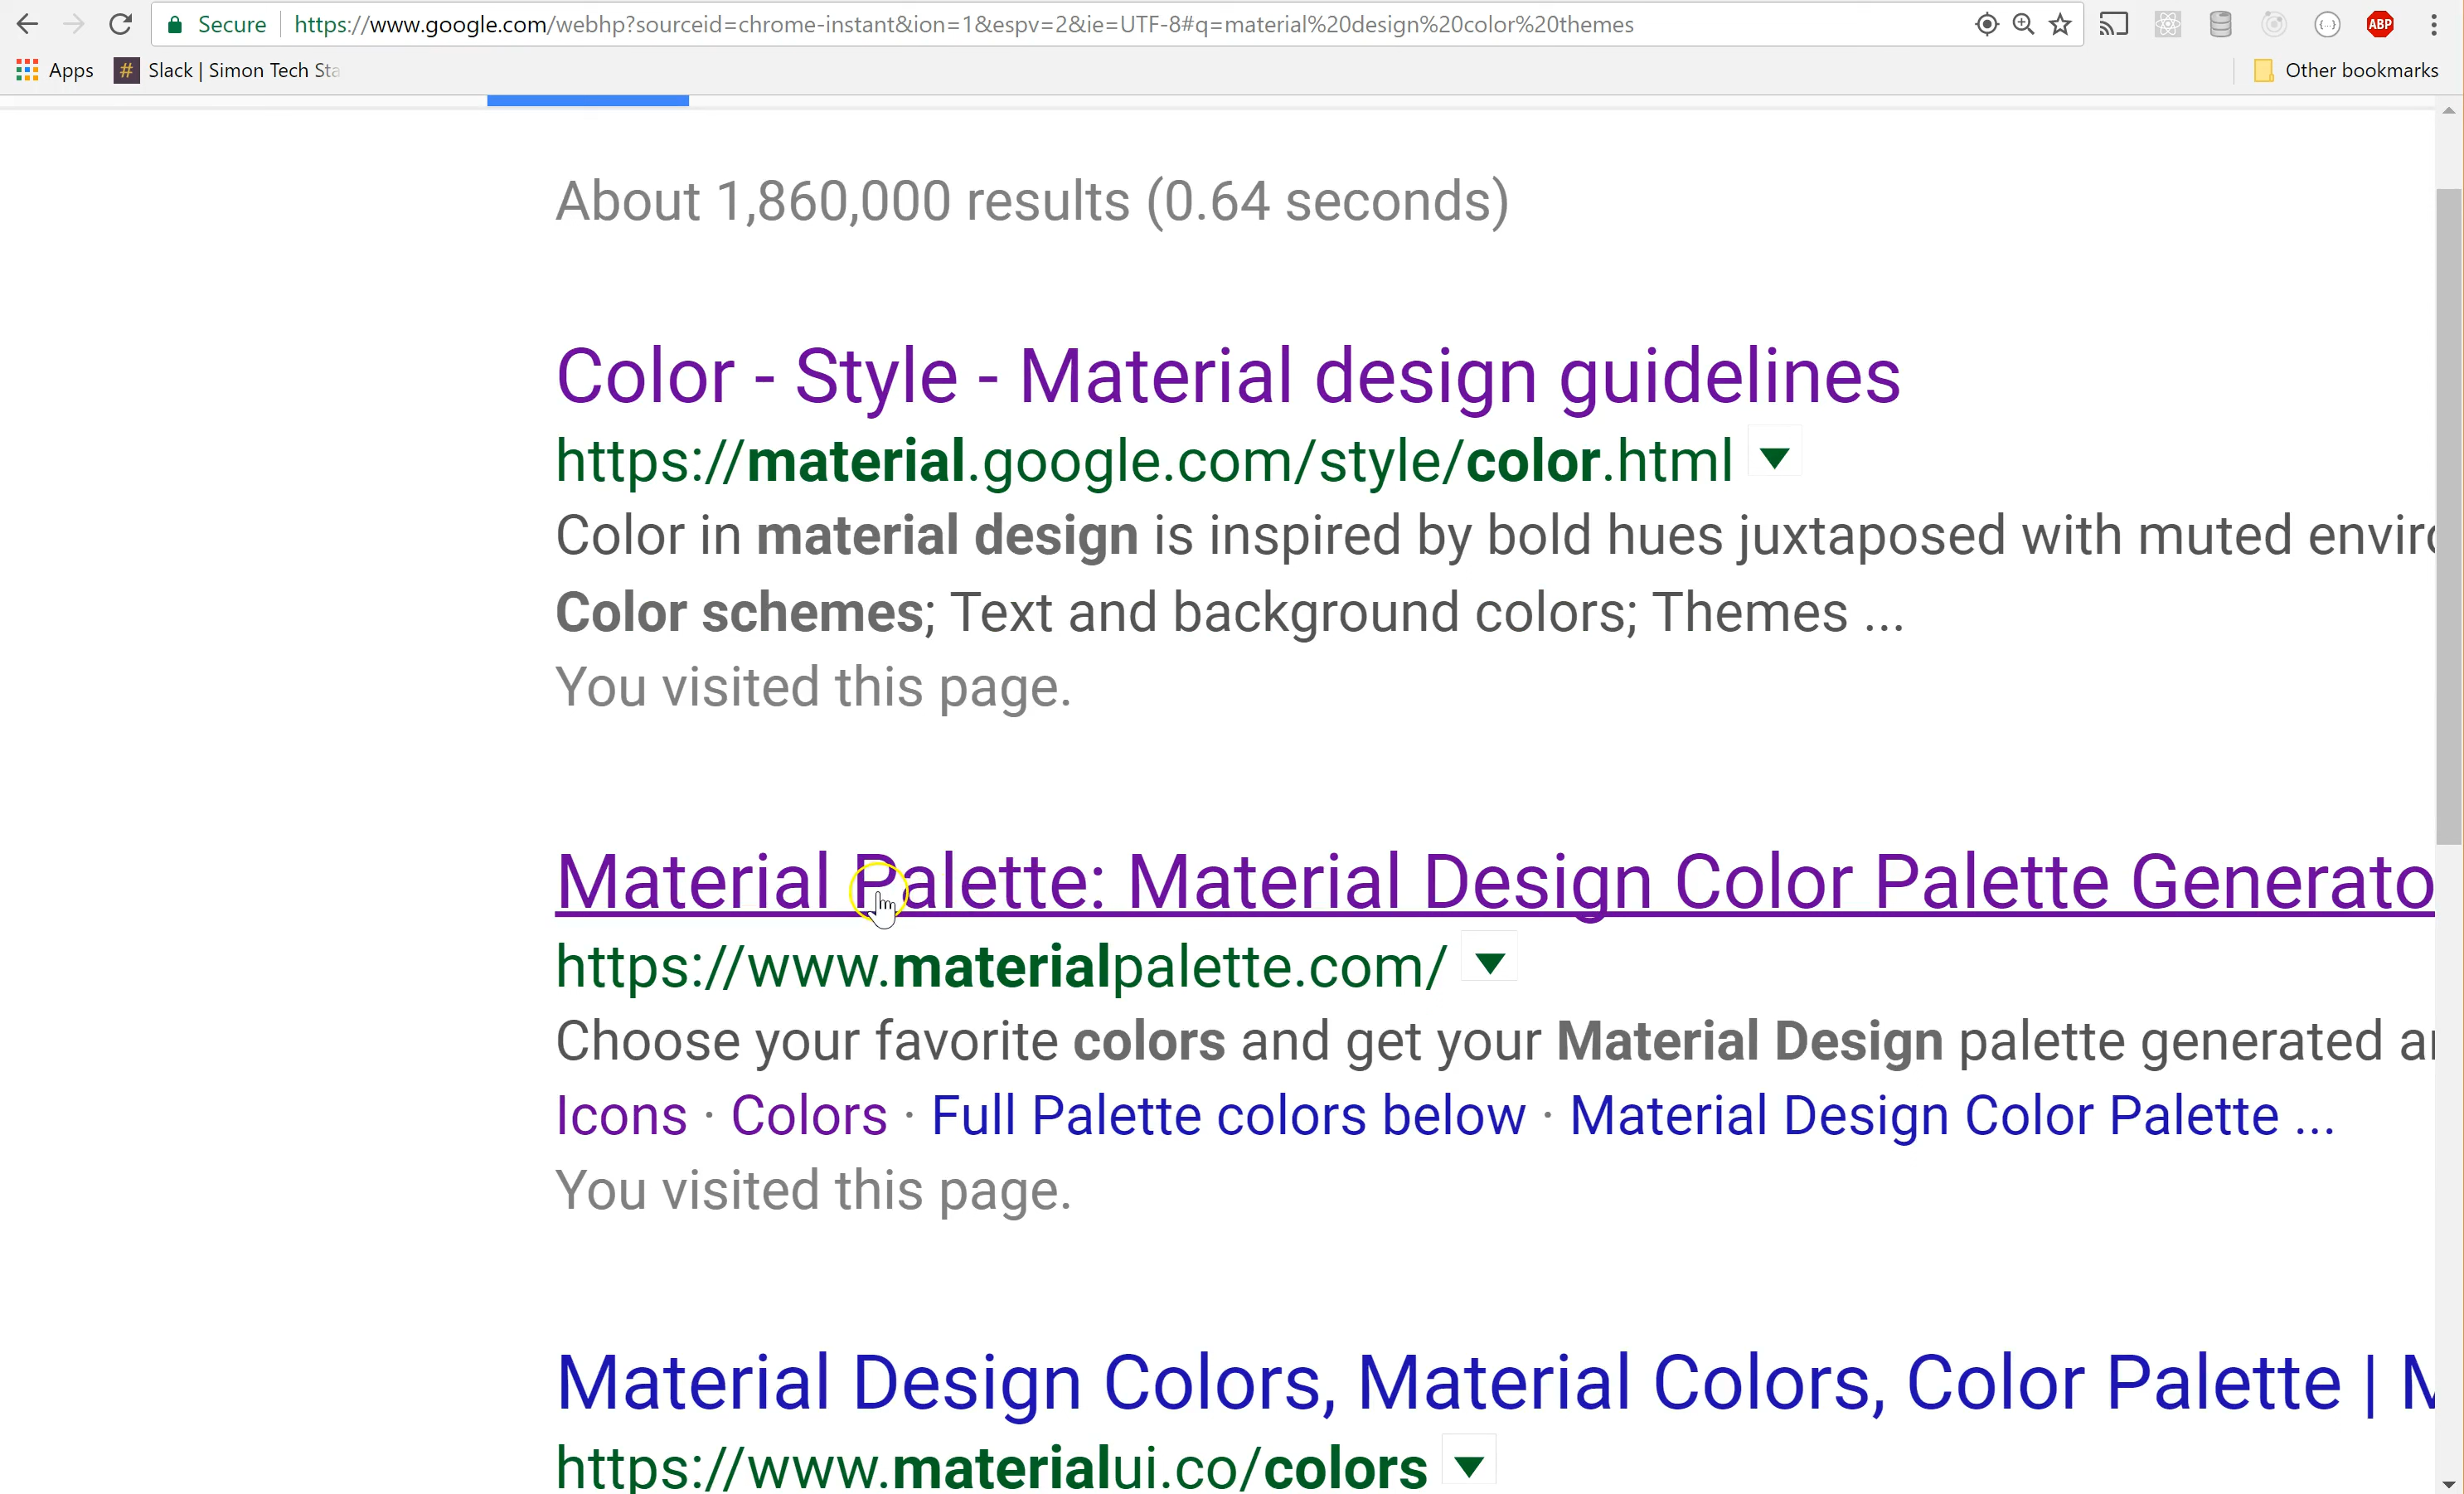 Secure https://www.google.com/webhp?sourceid=chrome-instant&ion=1&espv=2&ie=UTF-8#q=material%20design%20color%20themes
ABP
Apps # Slack | Simon Tech Sta Other bookmarks
About 1,860,000 results (0.64 seconds)
Color - Style - Material design guidelines
https://material.google.com/style/color.html
Color in material design is inspired by bold hues juxtaposed with muted enviro
Color schemes; Text and background colors; Themes ...
You visited this page.
Material Palette: Material Design Color Palette Generato
https://www.materialpalette.com/
Choose your favorite colors and get your Material Design palette generated a
Icons · Colors · Full Palette colors below · Material Design Color Palette ...
You visited this page.
Material Design Colors, Material Colors, Color Palette | M
https://www.materialui.co/colors